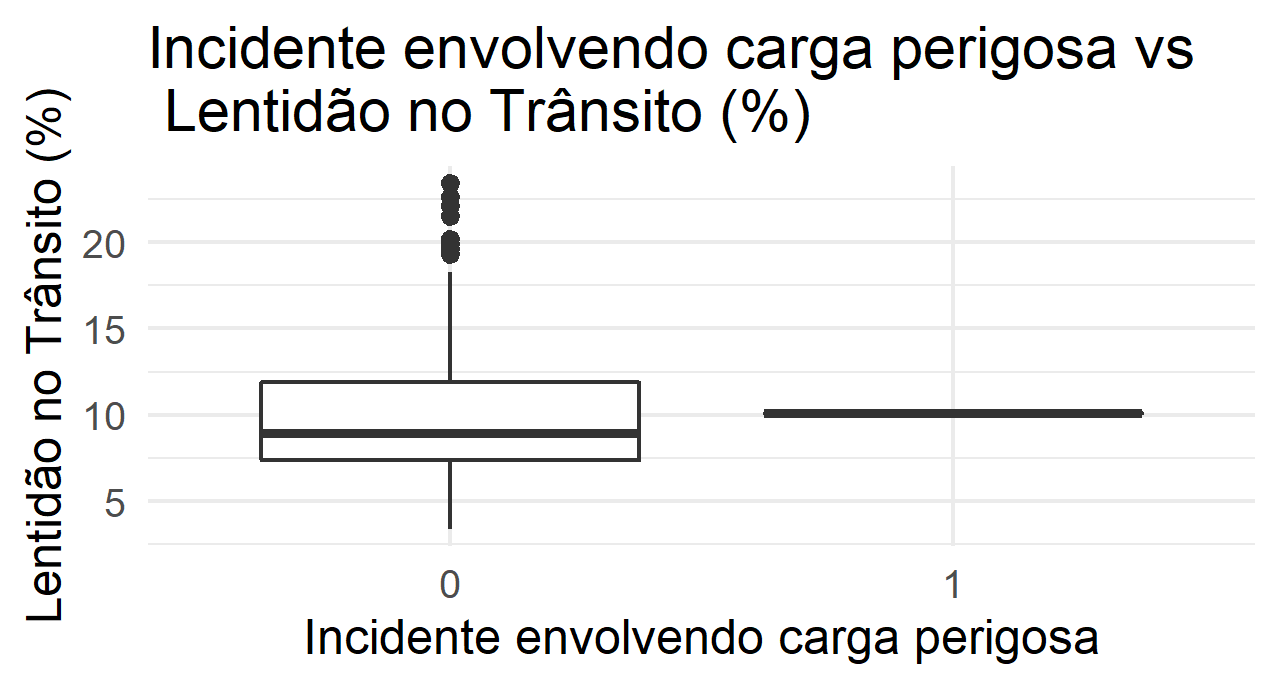 Incidente envolvendo carga perigosa vs
Lentidão no Trânsito (%)
Lentidão no Trânsito (%)
20
15
10
5
0
1
Incidente envolvendo carga perigosa